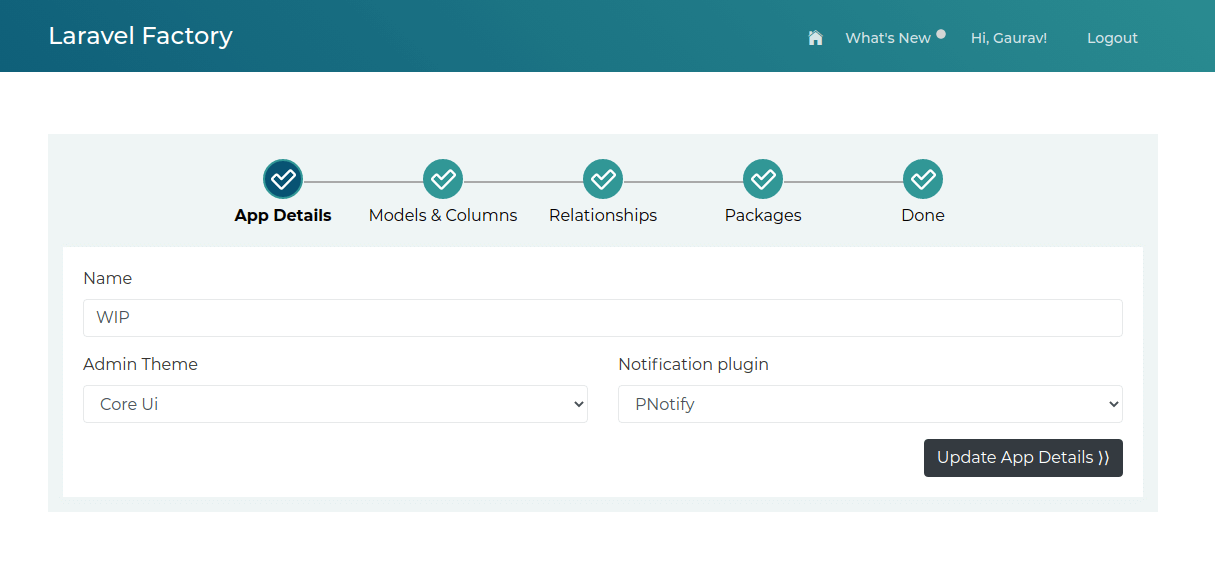 Laravel Factory
What's New Hi, Gaurav! Logout
App Details Models & Columns Relationships Packages Done
Name
WIP
Admin Theme Notification plugin
Core Ui PNotify
Update App Details ⟩⟩